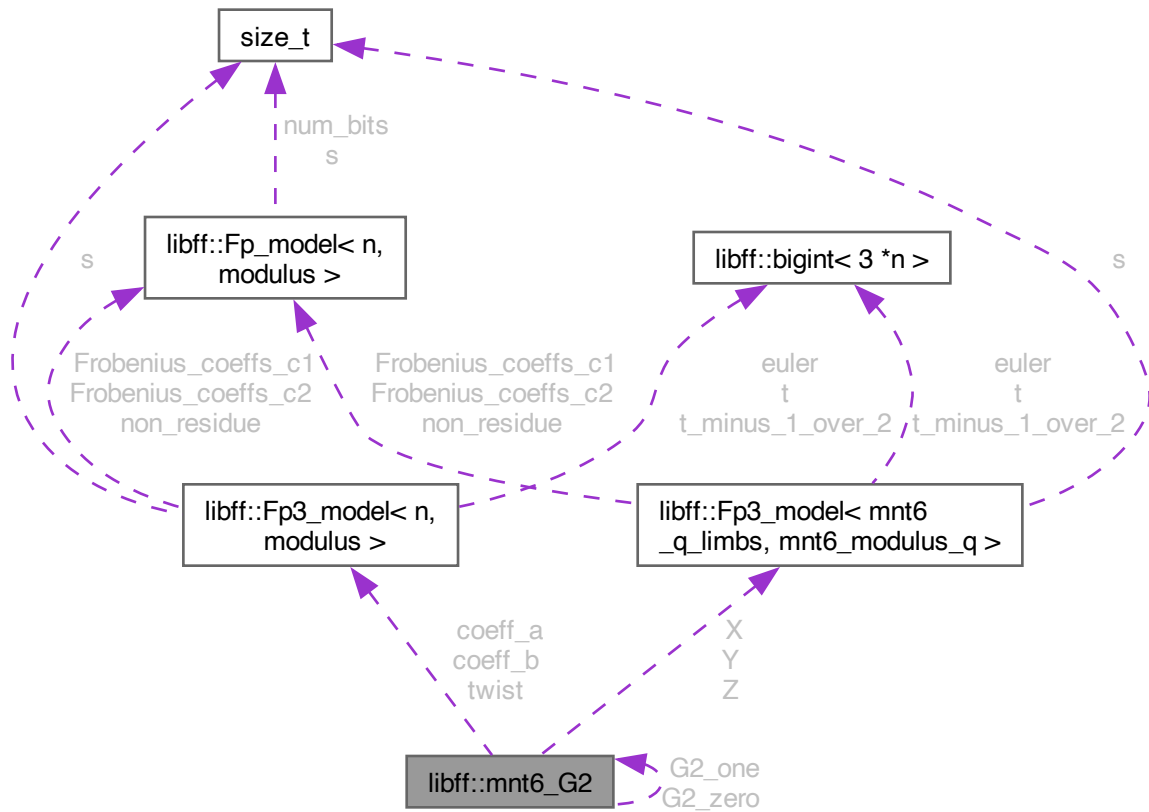 size_t
num_bits
s
libff::Fp_model< n,
modulus >
libff::bigint< 3 *n >
s
s
Frobenius_coeffs_c1
Frobenius_coeffs_c2
non_residue
Frobenius_coeffs_c1
Frobenius_coeffs_c2
non_residue
euler
t
t_minus_1_over_2
euler
t
t_minus_1_over_2
libff::Fp3_model< n,
modulus >
libff::Fp3_model< mnt6
_q_limbs, mnt6_modulus_q >
coeff_a
coeff_b
twist
X
Y
Z
libff::mnt6_G2
G2_one
G2_zero